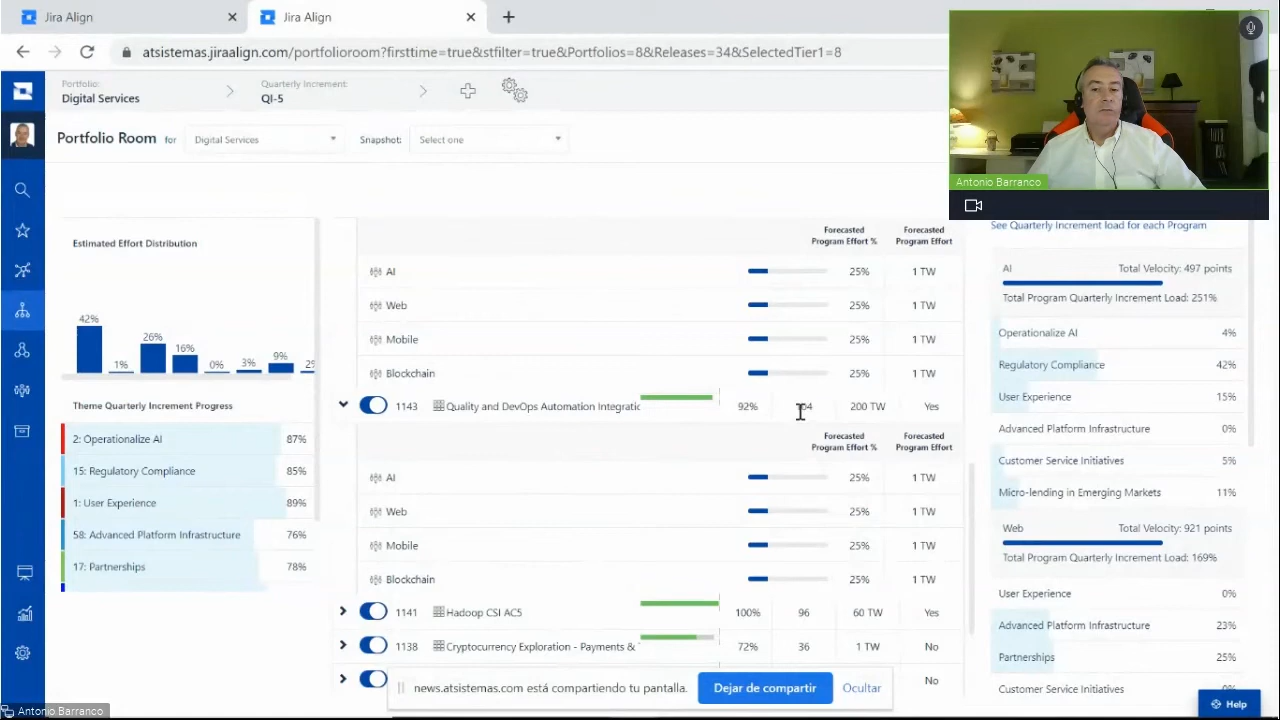 Jira Align
Jira Align
atsistemas.jiraalign.com/portfolioroom?firsttime=true&stfilter=true&Portfolios=8&Releases=34&SelectedTier1=8
Portfolio:
Digital Services
Quarterly Increment:
QI-5
Portfolio Room for Digital Services Snapshot: Select one
Antonio Barranco
Estimated Effort Distribution
42% 1% 26% 16% 0% 3% 9%
Theme Quarterly Increment Progress
2: Operationalize AI 87%
15: Regulatory Compliance 85%
1: User Experience 89%
58: Advanced Platform Infrastructure 76%
17: Partnerships 78%
Forecasted Program Effort %
Forecasted Program Effort
AI 25% 1 TW
Web 25% 1 TW
Mobile 25% 1 TW
Blockchain 25% 1 TW
1143 Quality and DevOps Automation Integratic 92% 200 TW Yes
Forecasted Program Effort %
Forecasted Program Effort
AI 25% 1 TW
Web 25% 1 TW
Mobile 25% 1 TW
Blockchain 25% 1 TW
1141 Hadoop CSI AC5 100% 96 60 TW Yes
1138 Cryptocurrency Exploration - Payments & 72% 36 1 TW No
No
See Quarterly Increment load for each Program
AI Total Velocity: 497 points
Total Program Quarterly Increment Load: 251%
Operationalize AI 4%
Regulatory Compliance 42%
User Experience 15%
Advanced Platform Infrastructure 0%
Customer Service Initiatives 5%
Micro-lending in Emerging Markets 11%
Web Total Velocity: 921 points
Total Program Quarterly Increment Load: 169%
User Experience 0%
Advanced Platform Infrastructure 23%
Partnerships 25%
Customer Service Initiatives 0%
news.atsistemas.com está compartiendo tu pantalla. Dejar de compartir Ocultar
Help
Antonio Barranco